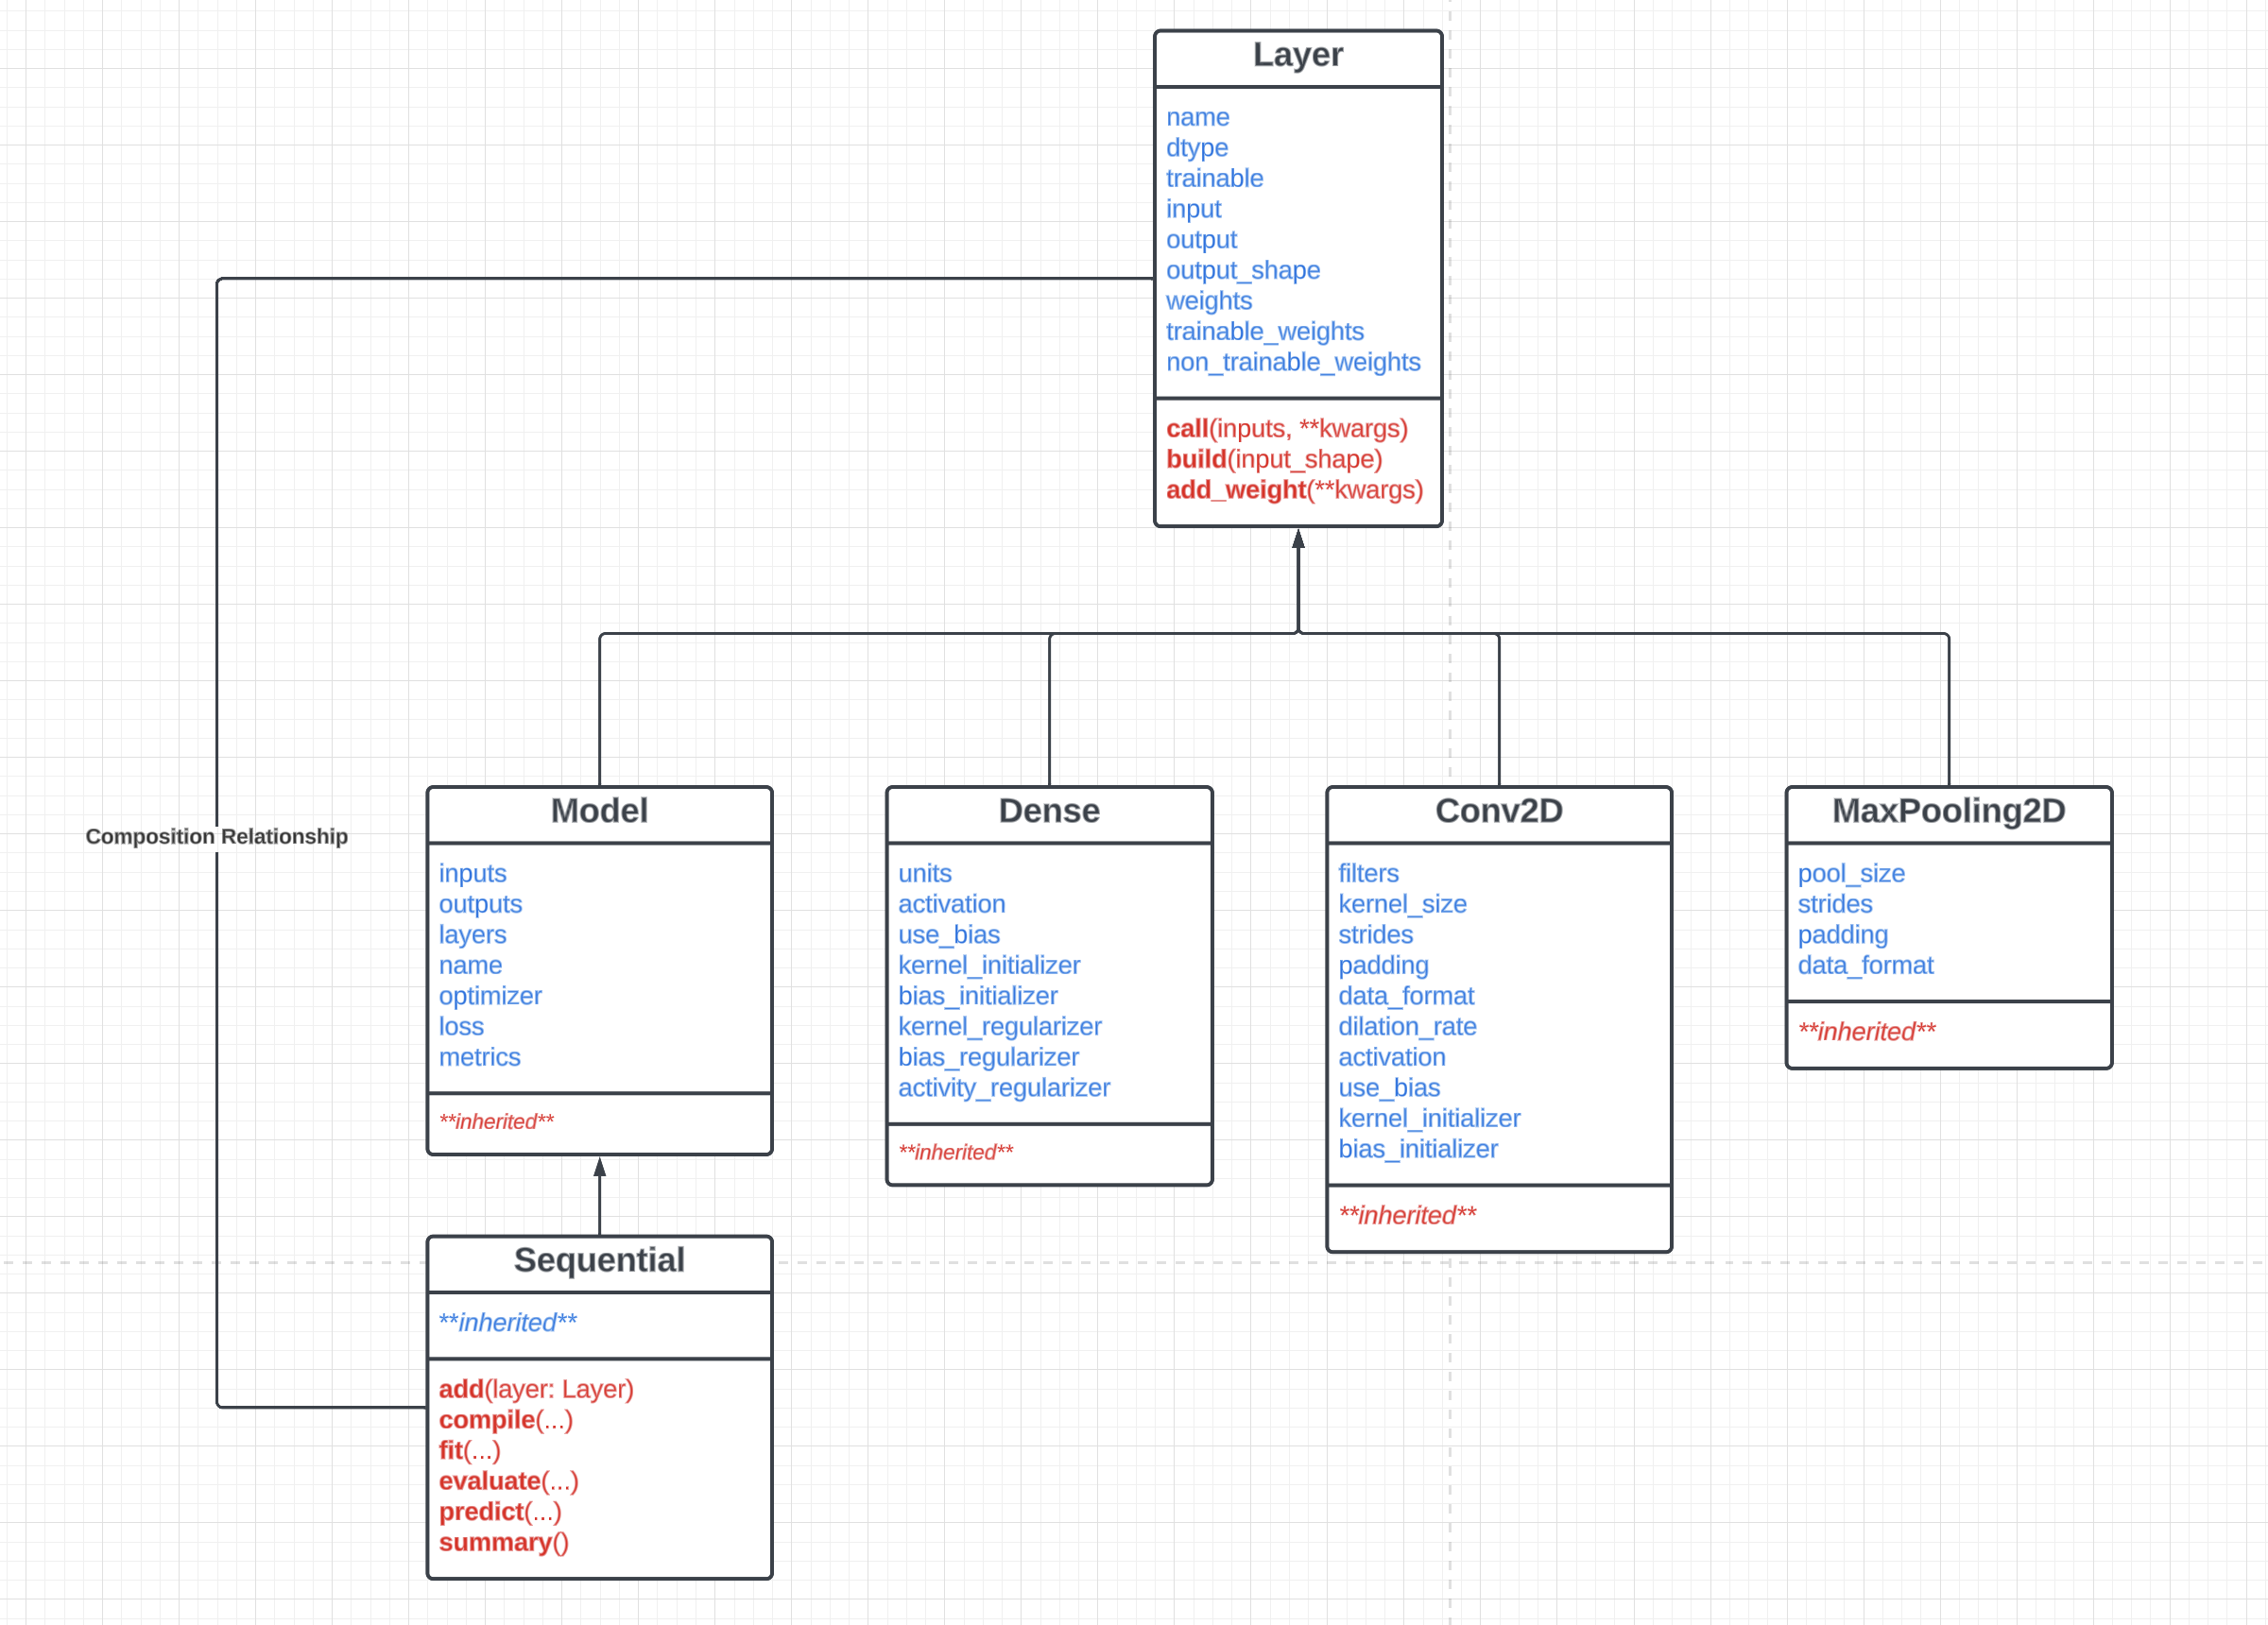 Layer
name
dtype
trainable
input
output
output_shape
weights
trainable_weights
non_trainable_weights
call(inputs, **kwargs)
build(input_shape)
add_weight(**kwargs)
Composition Relationship
Model
inputs
outputs
layers
name
optimizer
loss
metrics
**inherited**
Dense
units
activation
use_bias
kernel_initializer
bias_initializer
kernel_regularizer
bias_regularizer
activity_regularizer
**inherited**
Conv2D
filters
kernel_size
strides
padding
data_format
dilation_rate
activation
use_bias
kernel_initializer
bias_initializer
**inherited**
MaxPooling2D
pool_size
strides
padding
data_format
**inherited**
Sequential
**inherited**
add(layer: Layer)
compile(...)
fit(...)
evaluate(...)
predict(...)
summary()